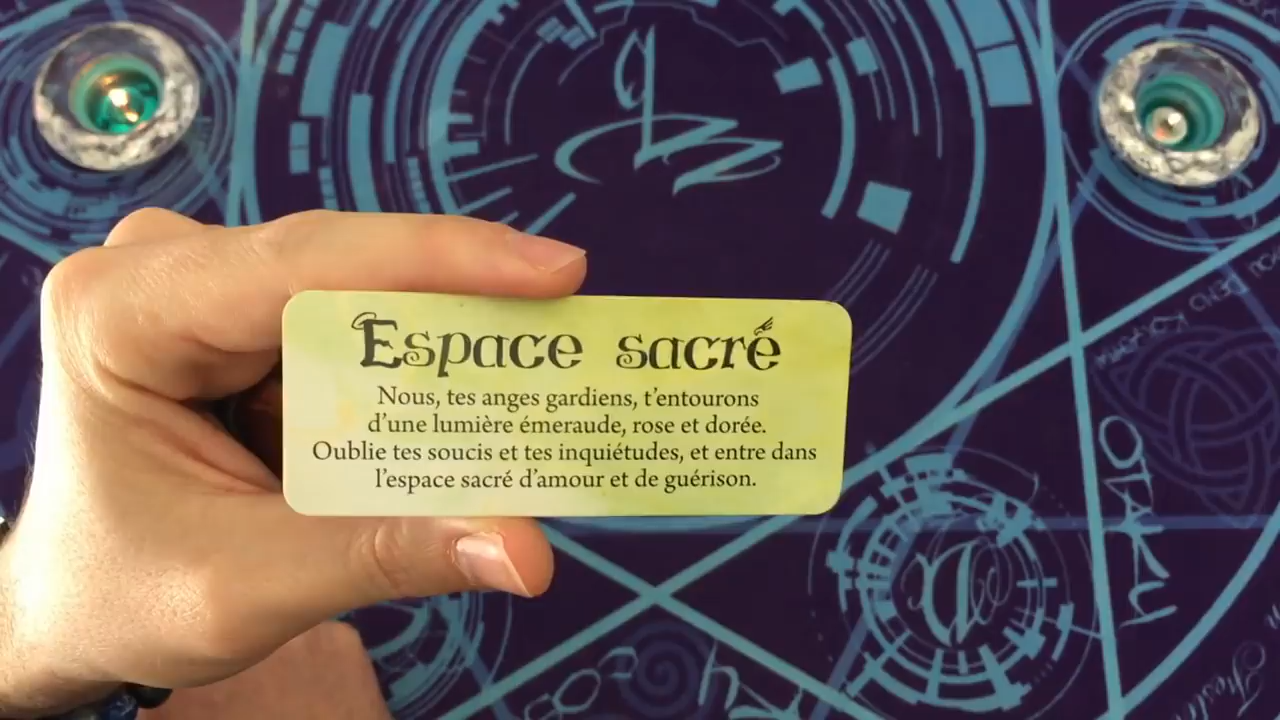 Espace sacré
Nous, tes anges gardiens, t'entourons
d'une lumière émeraude, rose et dorée.
Oublie tes soucis et tes inquiétudes, et entre dans
l'espace sacré d'amour et de guérison.